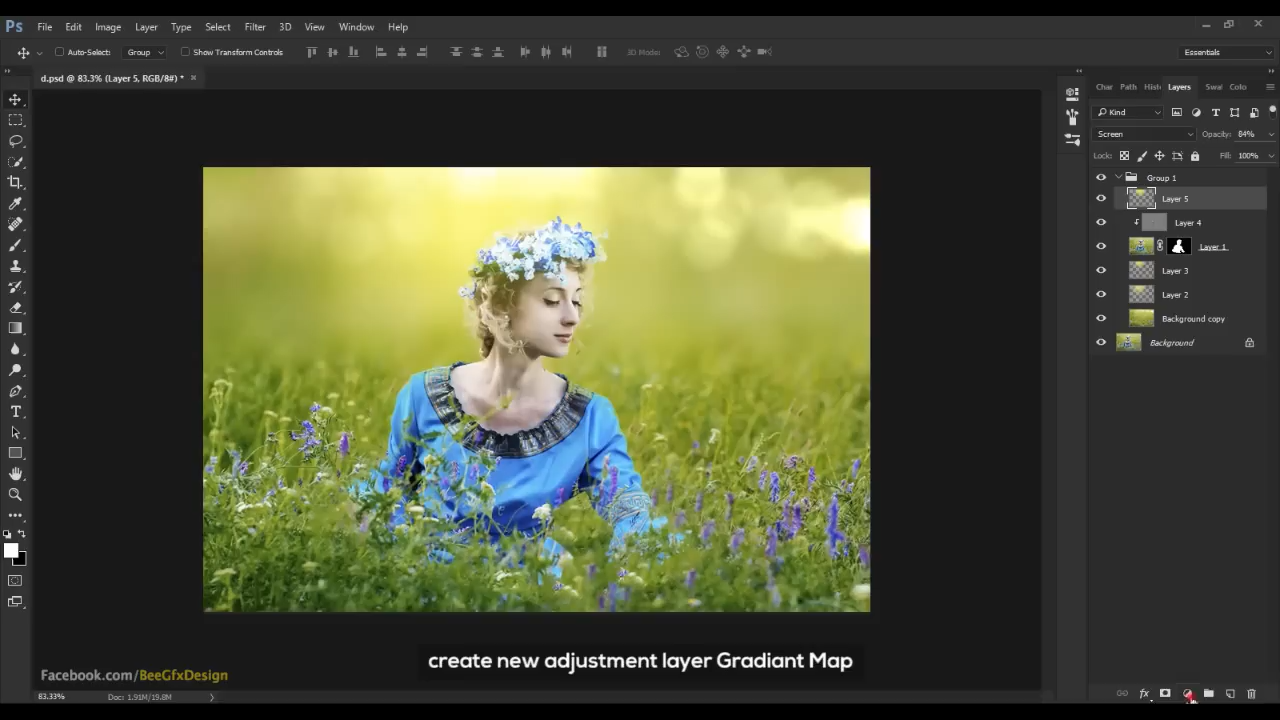 Ps File Edit Image Layer Type Select Filter 3D View Window Help
Auto-Select: Group Show Transform Controls 3D Mode: Essentials
d.psd @ 83.3% (Layer 5, RGB/8#) * ×
Char Path Histo Layers Swat Colo
Kind
Screen Opacity: 84%
Lock: Fill: 100%
Group 1
Layer 5
Layer 4
Layer 1
Layer 3
Layer 2
Background copy
Background
create new adjustment layer Gradiant Map
Facebook.com/BeeGfxDesign
83.33% Doc: 1.91M/19.8M
fx